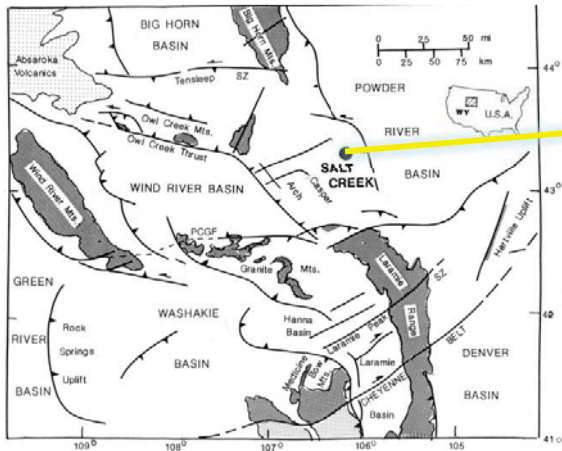 BIG HORN
BASIN
Big Horn Mts.
0 25 50 mi
0 25 50 75 km
44°
Absaroka
Volcanics
Tensleep SZ
POWDER
WY U.S.A.
Owl Creek Mts.
Owl Creek Thrust
RIVER
SALT
CREEK
BASIN
Wind River Mts.
WIND RIVER BASIN
Casper
Arch
43°
Hartville Uplift
PCGF
Granite Mts.
Laramie
Range
SZ
GREEN
RIVER
BASIN
WASHAKIE
BASIN
Hanna
Basin
Laramie Peak
42°
Rock
Springs
Uplift
Medicine
Bow
Mts.
Laramie
Basin
CHEYENNE
BELT
DENVER
BASIN
109° 108° 107° 106° 105 41°